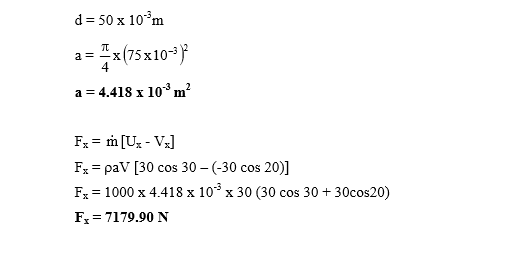 d = 50 x 10⁻³m
a = π/4 x (75x10⁻³)²
a = 4.418 x 10⁻³ m²
Fₓ = ṁ [Uₓ - Vₓ]
Fₓ = ρaV [30 cos 30 – (-30 cos 20)]
Fₓ = 1000 x 4.418 x 10⁻³ x 30 (30 cos 30 + 30cos20)
Fₓ = 7179.90 N